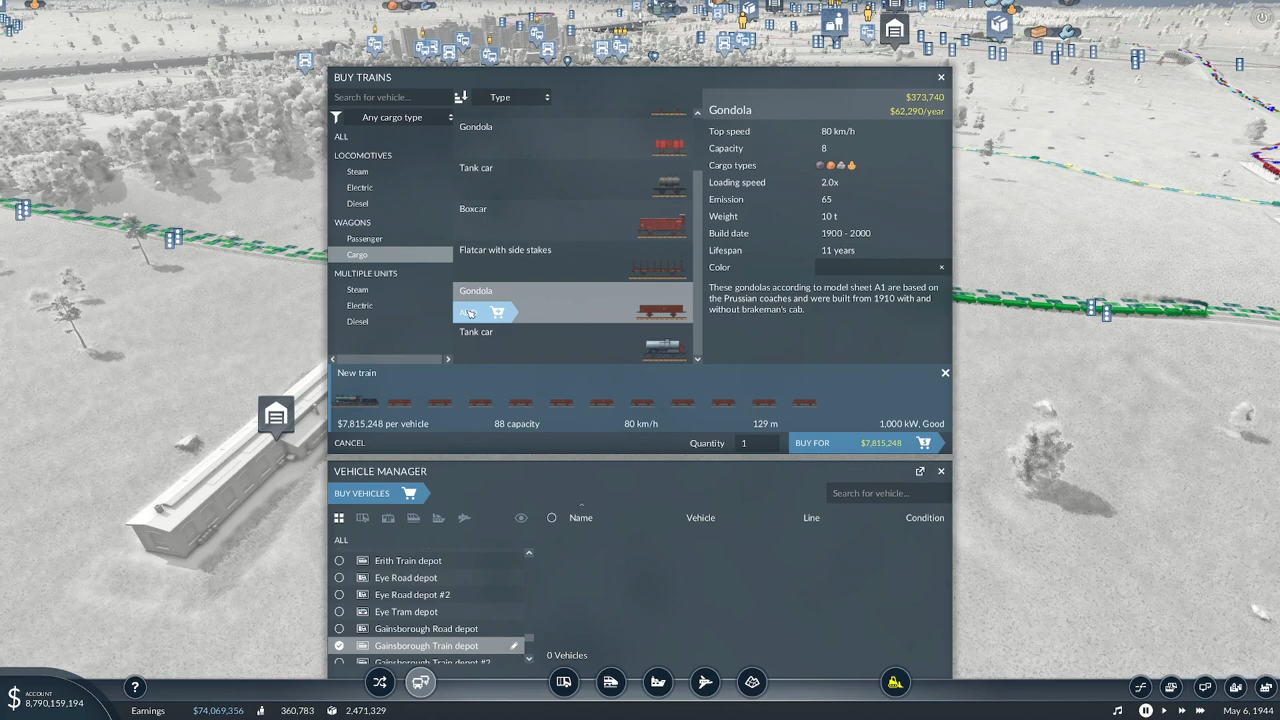 BUY TRAINS
Search for vehicle...
Type
Any cargo type
ALL
LOCOMOTIVES
Steam
Electric
Diesel
WAGONS
Passenger
Cargo
MULTIPLE UNITS
Steam
Electric
Diesel
Gondola
Tank car
Boxcar
Flatcar with side stakes
Gondola
Tank car
$373,740
Gondola
$62,290/year
Top speed 80 km/h
Capacity 8
Cargo types
Loading speed 2.0x
Emission 65
Weight 10 t
Build date 1900 - 2000
Lifespan 11 years
Color
These gondolas according to model sheet A1 are based on
the Prussian coaches and were built from 1910 with and
without brakeman's cab.
New train
$7,815,248 per vehicle 88 capacity 80 km/h 129 m 1,000 kW, Good
CANCEL Quantity 1 BUY FOR $7,815,248
VEHICLE MANAGER
BUY VEHICLES
Search for vehicle...
Name Vehicle Line Condition
ALL
Erith Train depot
Eye Road depot
Eye Road depot #2
Eye Tram depot
Gainsborough Road depot
Gainsborough Train depot
Gainsborough Train depot #2
0 Vehicles
$ ACCOUNT
8,790,159,194
?
Earnings $74,069,356 360,783 2,471,329
May 6, 1944